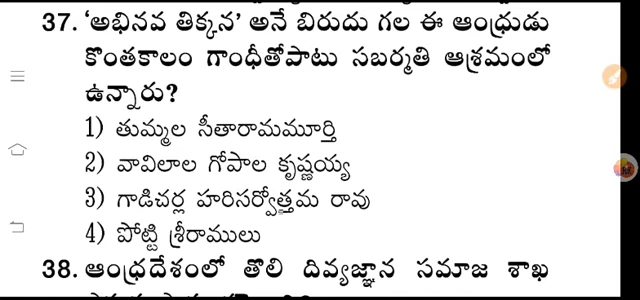 37. ‘అభినవ తిక్కన’ అనే బిరుదు గల ఈ ఆంధ్రుడు
కొంతకాలం గాంధీతోపాటు సబర్మతి ఆశ్రమంలో
ఉన్నారు?
1) తుమ్మల సీతారామమూర్తి
2) వావిలాల గోపాల కృష్ణయ్య
3) గాడిచర్ల హరిసర్వోత్తమ రావు
4) పోట్టి శ్రీరాములు
38. ఆంధ్రదేశంలో తొలి దివ్యజ్ఞాన సమాజ శాఖ